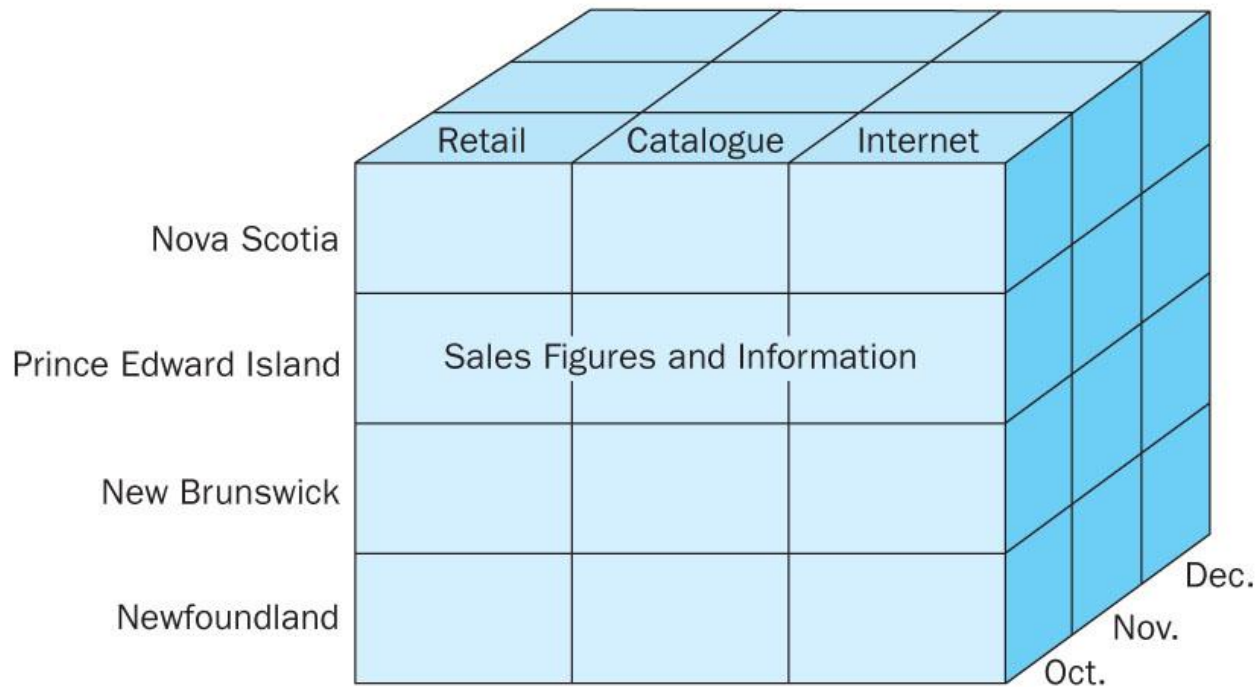 Retail Catalogue Internet
Nova Scotia
Prince Edward Island Sales Figures and Information
New Brunswick
Newfoundland
Dec.
Nov.
Oct.